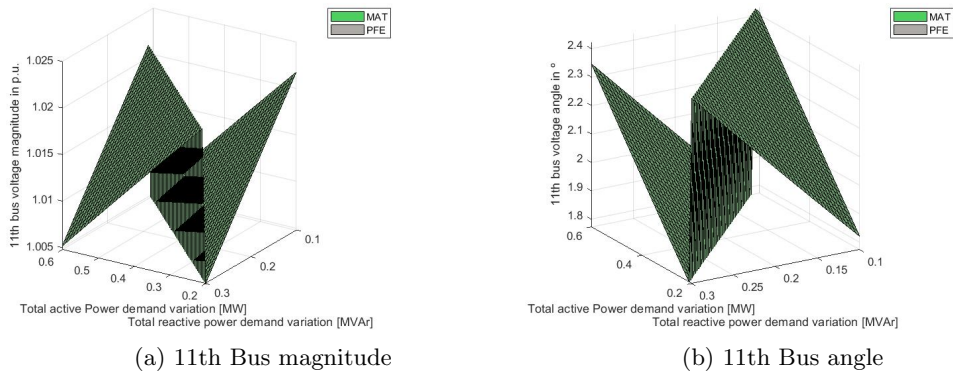 MAT
PFE
1.025
1.02
1.015
1.01
1.005
11th bus voltage magnitude in p.u.
0.6
0.5
0.4
0.3
0.2
0.3
0.2
0.1
Total active Power demand variation [MW]
Total reactive power demand variation [MVAr]
(a) 11th Bus magnitude
MAT
PFE
2.4
2.3
2.2
2.1
2
1.9
1.8
11th bus voltage angle in º
0.6
0.4
0.2
0.3
0.25
0.2
0.15
0.1
Total active Power demand variation [MW]
Total reactive power demand variation [MVAr]
(b) 11th Bus angle